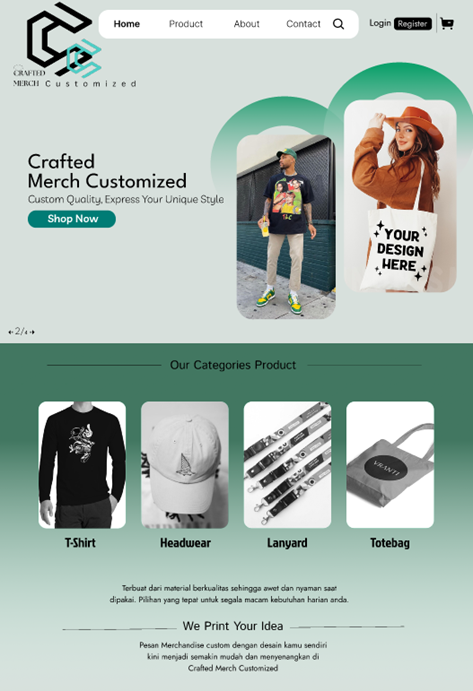 Home Product About Contact Login Register
CRAFTED
MERCH Customized
Crafted
Merch Customized
Custom Quality, Express Your Unique Style
Shop Now
YOUR
DESIGN
HERE
2/4
Our Categories Product
VRANTI
T-Shirt Headwear Lanyard Totebag
Terbuat dari material berkualitas sehingga awet dan nyaman saat
dipakai. Pilihan yang tepat untuk segala macam kebutuhan harian anda.
We Print Your Idea
Pesan Merchandise custom dengan desain kamu sendiri
kini menjadi semakin mudah dan menyenangkan di
Crafted Merch Customized